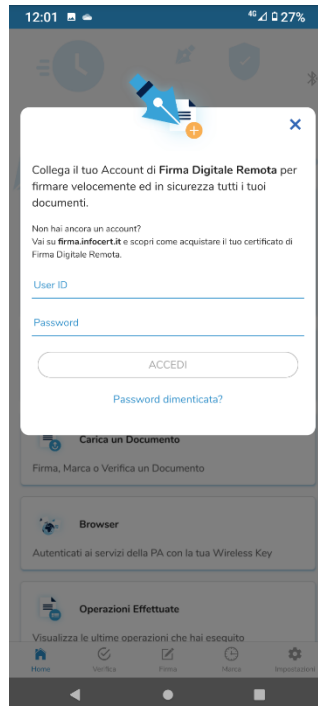 12:01
4G
27%
Collega il tuo Account di Firma Digitale Remota per
firmare velocemente ed in sicurezza tutti i tuoi
documenti.
Non hai ancora un account?
Vai su firma.infocert.it e scopri come acquistare il tuo certificato di
Firma Digitale Remota.
User ID
Password
ACCEDI
Password dimenticata?
Carica un Documento
Firma, Marca o Verifica un Documento
Browser
Autenticati ai servizi della PA con la tua Wireless Key
Operazioni Effettuate
Visualizza le ultime operazioni che hai eseguito
Home
Verifica
Firma
Marca
Impostazioni